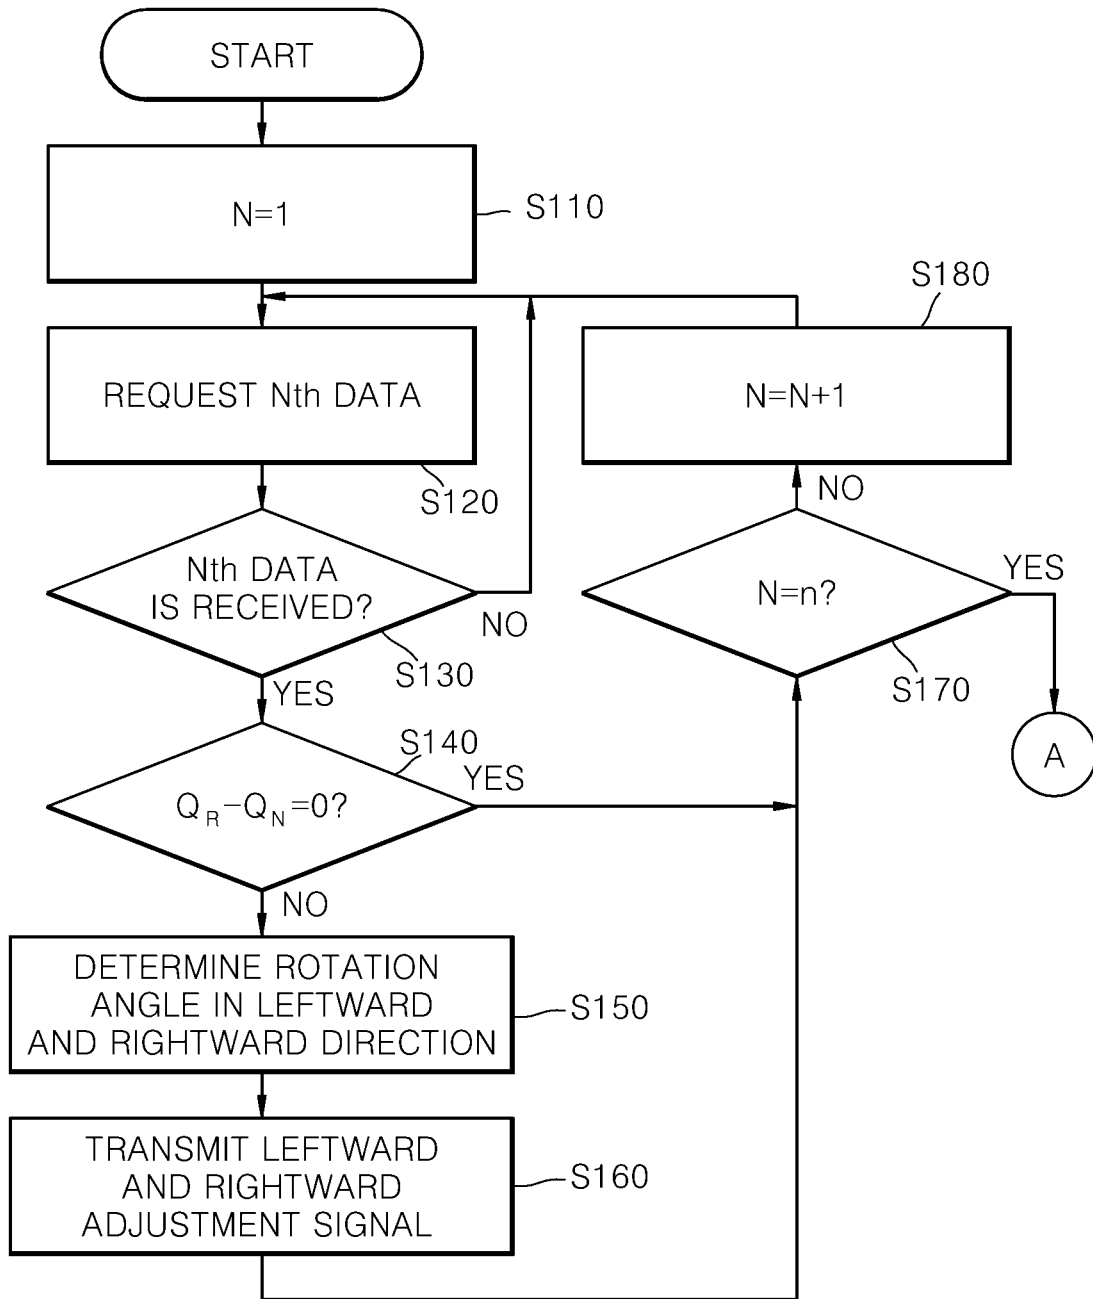 START
N=1
S110
S180
REQUEST Nth DATA
N=N+1
S120
NO
Nth DATA
IS RECEIVED?
NO
N=n?
YES
S130
S170
YES
S140
YES
A
QR-QN=0?
NO
DETERMINE ROTATION
ANGLE IN LEFTWARD
AND RIGHTWARD DIRECTION
S150
TRANSMIT LEFTWARD
AND RIGHTWARD
ADJUSTMENT SIGNAL
S160